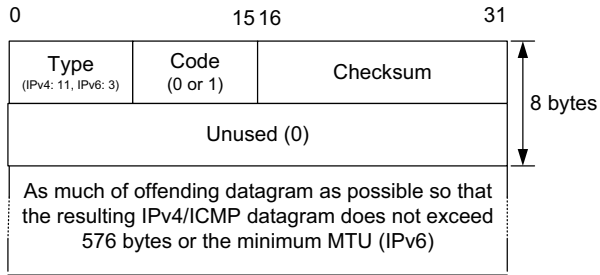 0 15 16 31
Type
(IPv4: 11, IPv6: 3)
Code
(0 or 1)
Checksum
8 bytes
Unused (0)
As much of offending datagram as possible so that
the resulting IPv4/ICMP datagram does not exceed
576 bytes or the minimum MTU (IPv6)